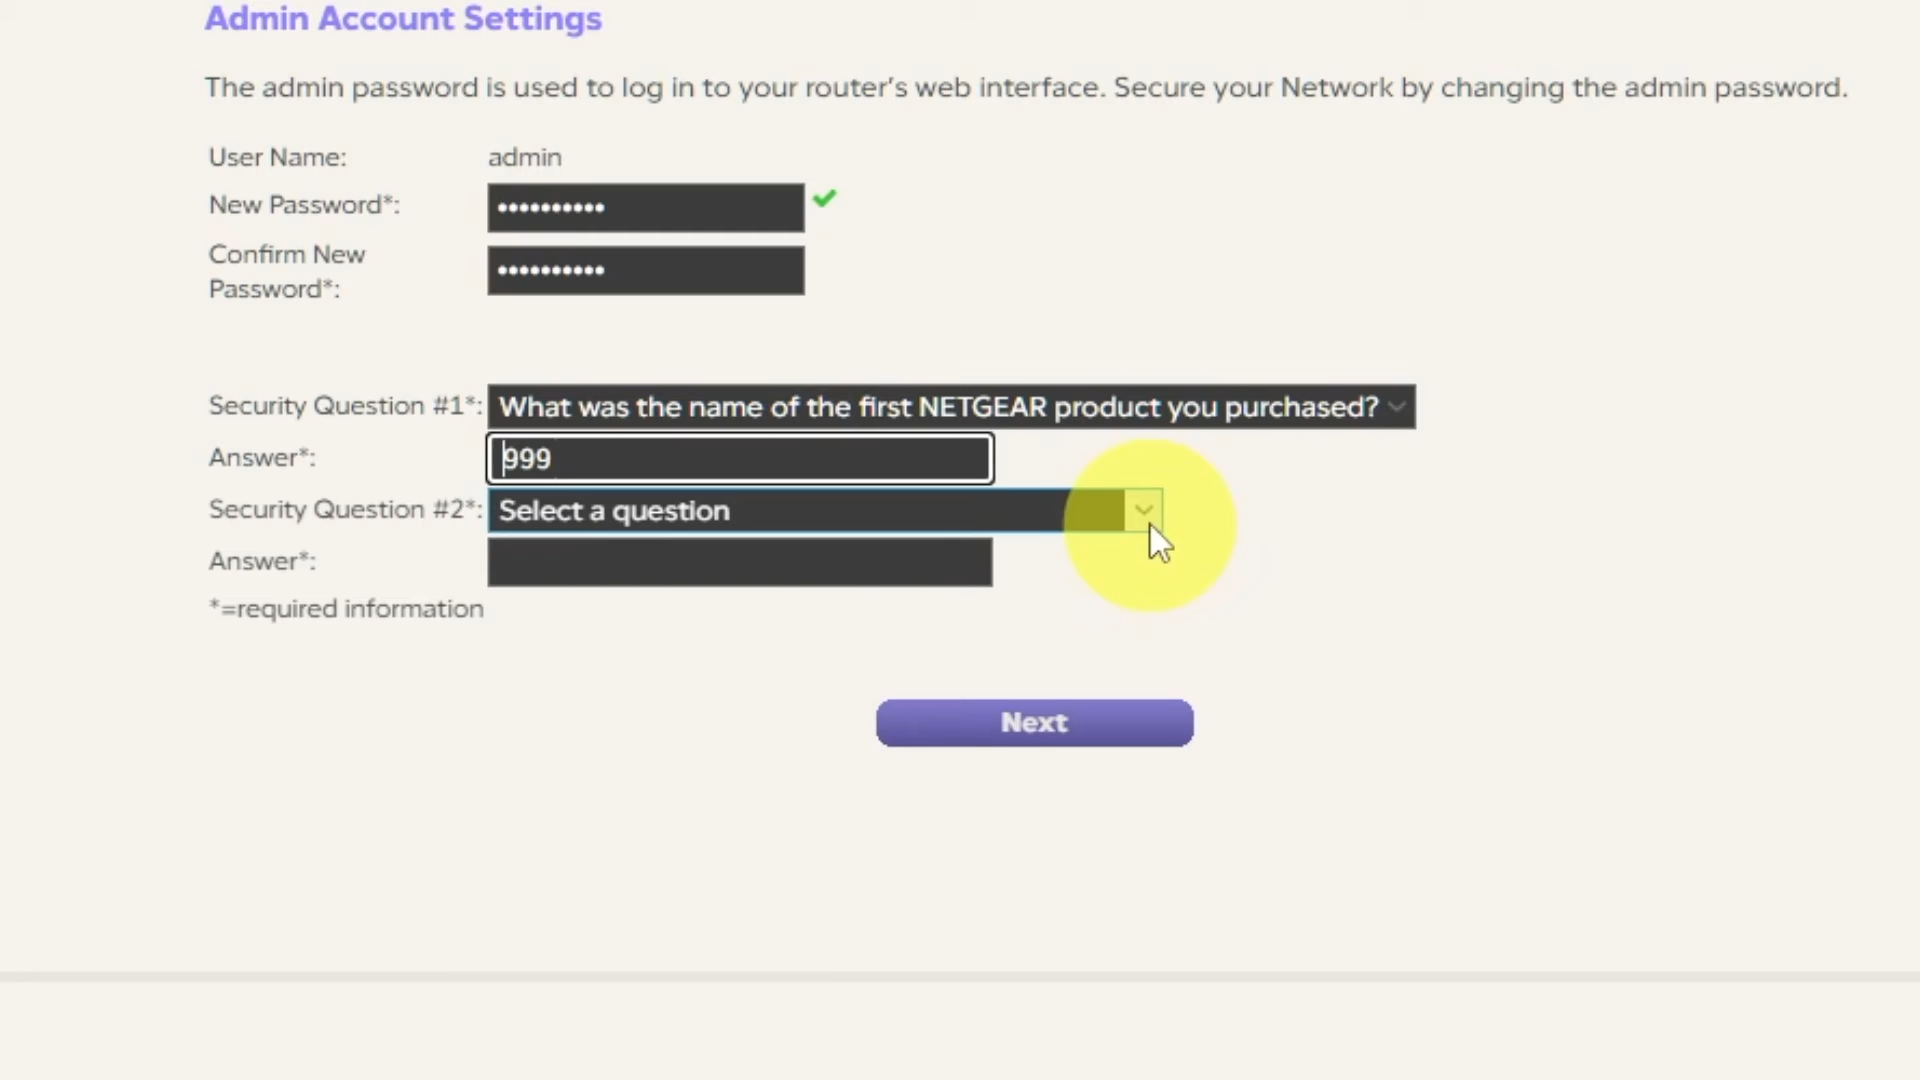 Admin Account Settings
The admin password is used to log in to your router's web interface. Secure your Network by changing the admin password.
User Name: admin
New Password*: ••••••••••
Confirm New Password*: ••••••••••
Security Question #1*: What was the name of the first NETGEAR product you purchased?
Answer*: 999
Security Question #2*: Select a question
Answer*:
*=required information
Next